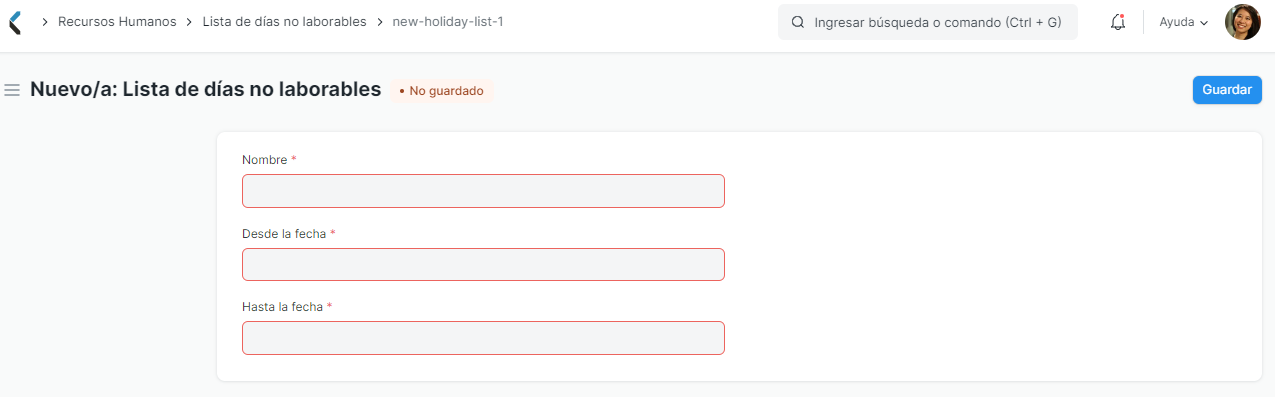 Recursos Humanos Lista de días no laborables new-holiday-list-1 Ingresar búsqueda o comando (Ctrl + G) Ayuda
Nuevo/a: Lista de días no laborables • No guardado Guardar
Nombre *
Desde la fecha *
Hasta la fecha *